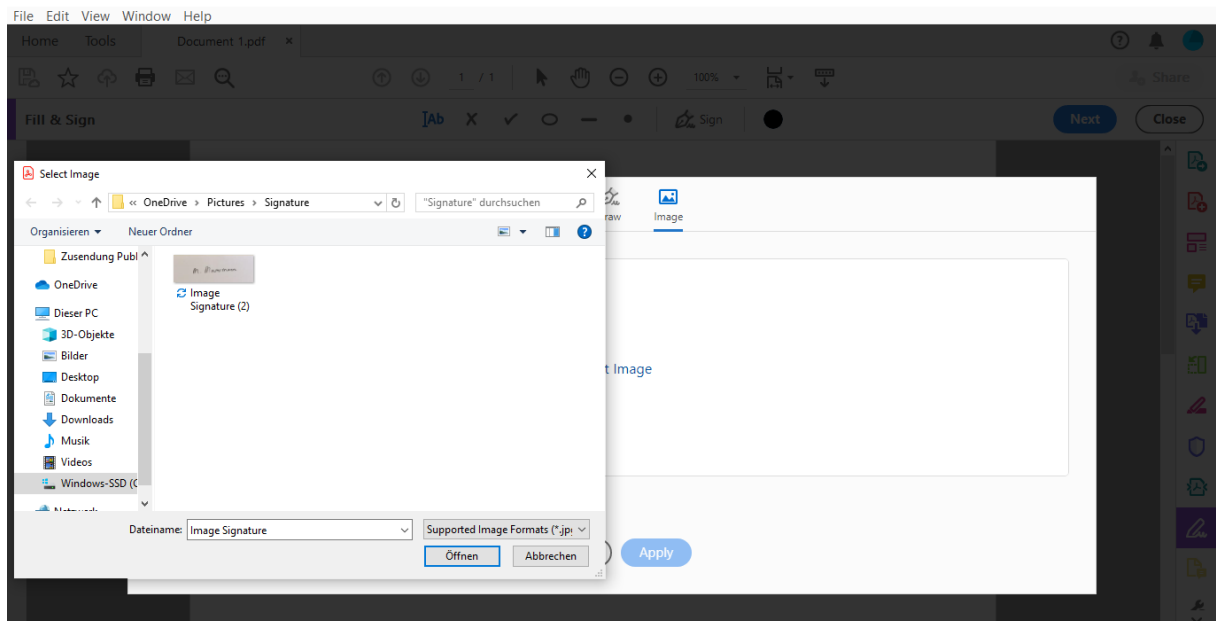 File Edit View Window Help
Home Tools Document 1.pdf ×
1 / 1 100% Share
Fill & Sign Ab Sign Next Close
Select Image
« OneDrive › Pictures › Signature "Signature" durchsuchen
raw Image
Organisieren Neuer Ordner
Zusendung Publ
OneDrive
Image
Signature (2)
Dieser PC
3D-Objekte
Bilder
Desktop
t Image
Dokumente
Downloads
Musik
Videos
Windows-SSD (C
Netzwerk
Dateiname: Image Signature Supported Image Formats (*.jp
Öffnen Abbrechen
Apply